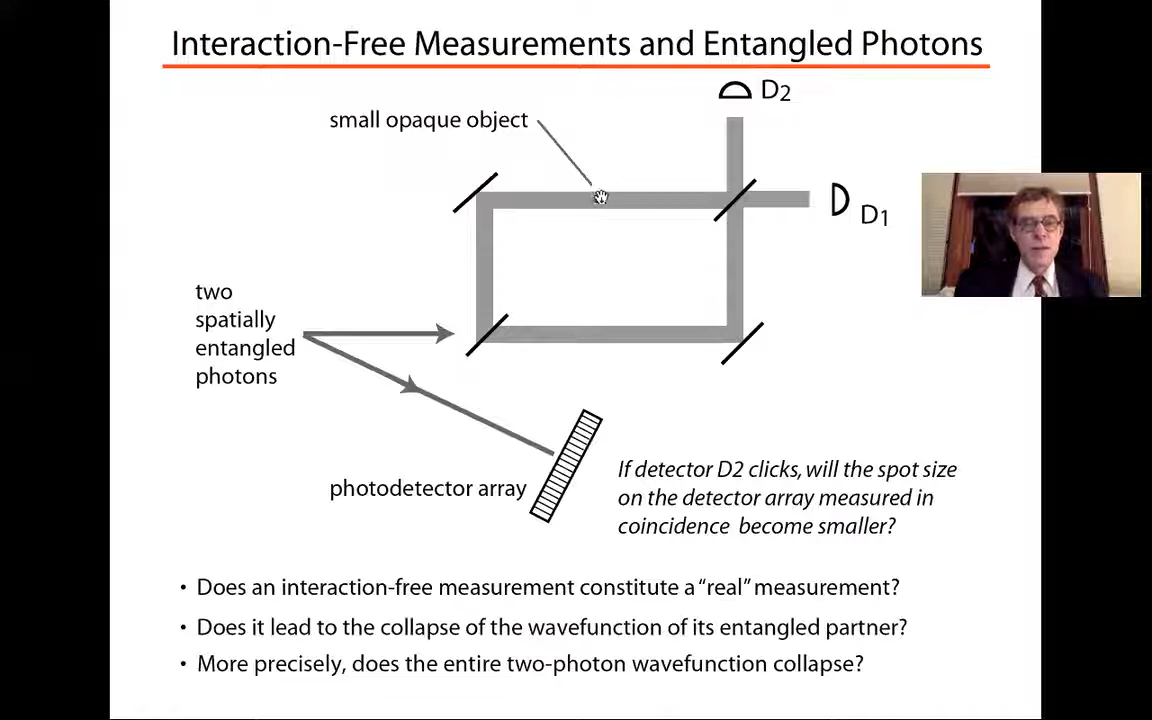 Interaction-Free Measurements and Entangled Photons
D2
small opaque object
D1
two
spatially
entangled
photons
photodetector array
If detector D2 clicks, will the spot size
on the detector array measured in
coincidence become smaller?
• Does an interaction-free measurement constitute a “real” measurement?
• Does it lead to the collapse of the wavefunction of its entangled partner?
• More precisely, does the entire two-photon wavefunction collapse?